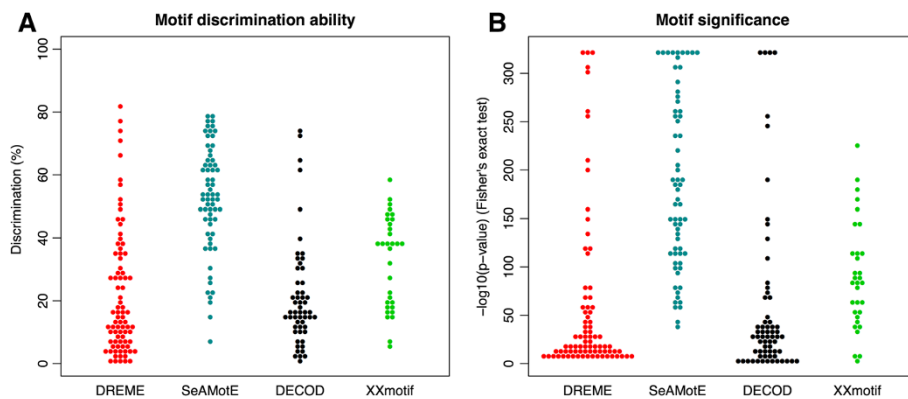 A
Motif discrimination ability
Discrimination (%)
100
80
60
40
20
0
DREME SeAMotE DECOD XXmotif
B
Motif significance
−log10(p−value) (Fisher's exact test)
300
250
200
150
100
50
0
DREME SeAMotE DECOD XXmotif